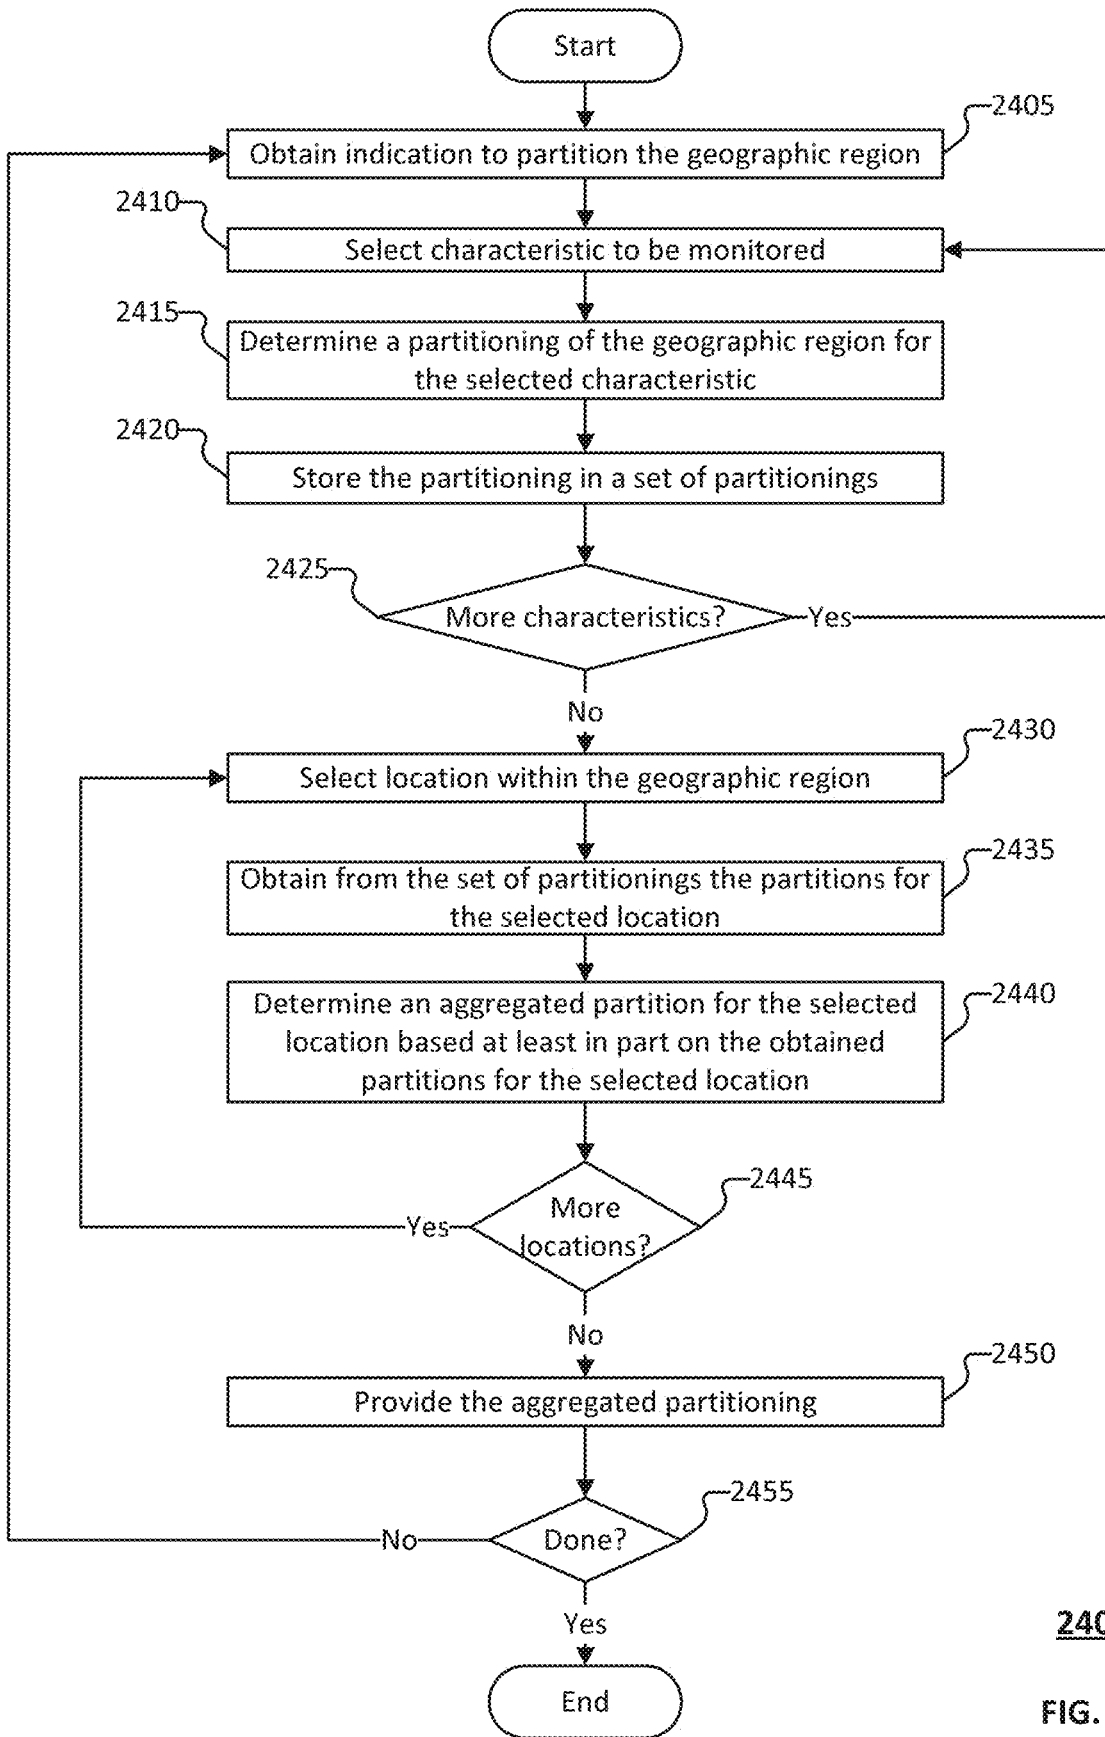 Start
2405
Obtain indication to partition the geographic region
2410
Select characteristic to be monitored
2415
Determine a partitioning of the geographic region for
the selected characteristic
2420
Store the partitioning in a set of partitionings
2425
More characteristics?
Yes
No
2430
Select location within the geographic region
2435
Obtain from the set of partitionings the partitions for
the selected location
2440
Determine an aggregated partition for the selected
location based at least in part on the obtained
partitions for the selected location
2445
More
locations?
Yes
No
2450
Provide the aggregated partitioning
2455
Done?
No
Yes
End
240
FIG.